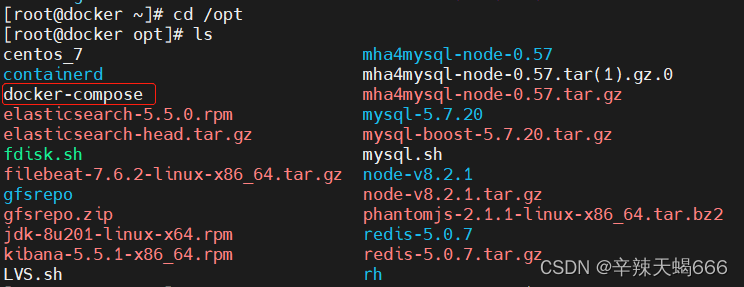 [root@docker ~]# cd /opt
[root@docker opt]# ls
centos_7 mha4mysql-node-0.57
containerd mha4mysql-node-0.57.tar(1).gz.0
docker-compose mha4mysql-node-0.57.tar.gz
elasticsearch-5.5.0.rpm mysql-5.7.20
elasticsearch-head.tar.gz mysql-boost-5.7.20.tar.gz
fdisk.sh mysql.sh
filebeat-7.6.2-linux-x86_64.tar.gz node-v8.2.1
gfsrepo node-v8.2.1.tar.gz
gfsrepo.zip phantomjs-2.1.1-linux-x86_64.tar.bz2
jdk-8u201-linux-x64.rpm redis-5.0.7
kibana-5.5.1-x86_64.rpm redis-5.0.7.tar.gz
LVS.sh rh
CSDN @辛辣天蝎666